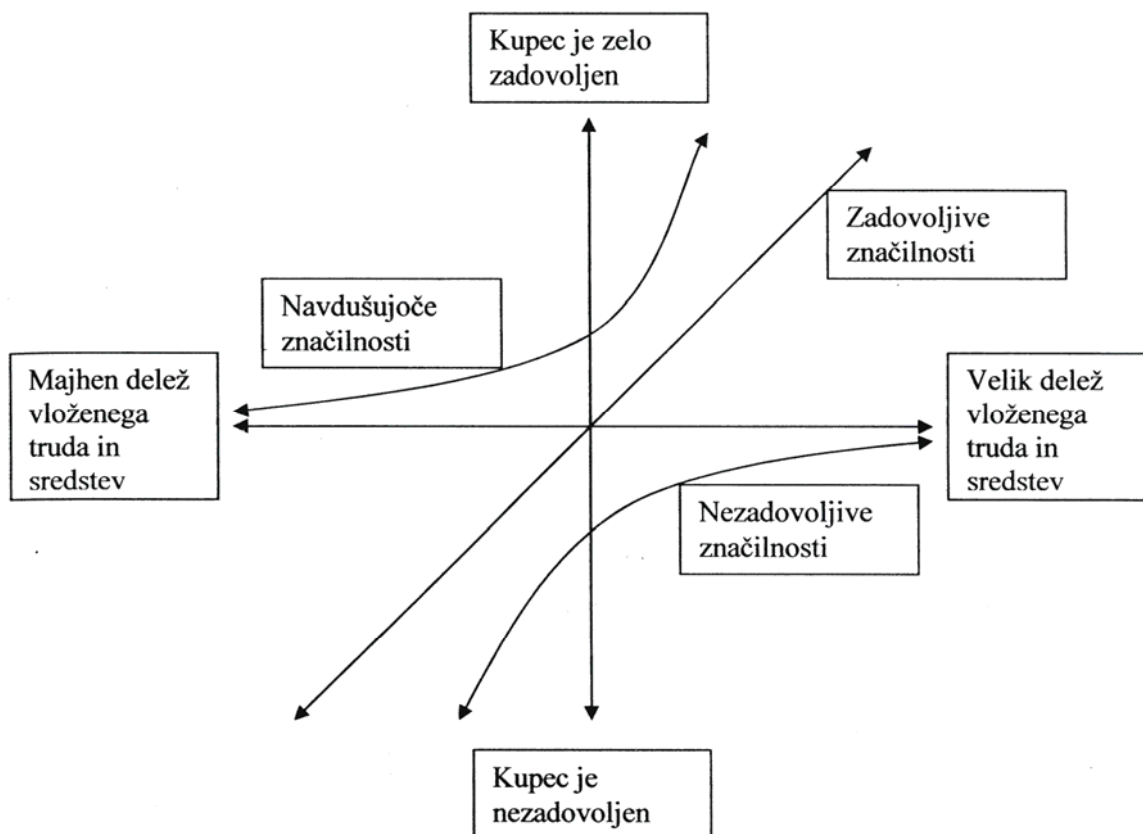 Kupec je zelo
zadovoljen
Zadovoljive
značilnosti
Navdušujoče
značilnosti
Majhen delež
vloženega
truda in
sredstev
Velik delež
vloženega
truda in
sredstev
Nezadovoljive
značilnosti
Kupec je
nezadovoljen